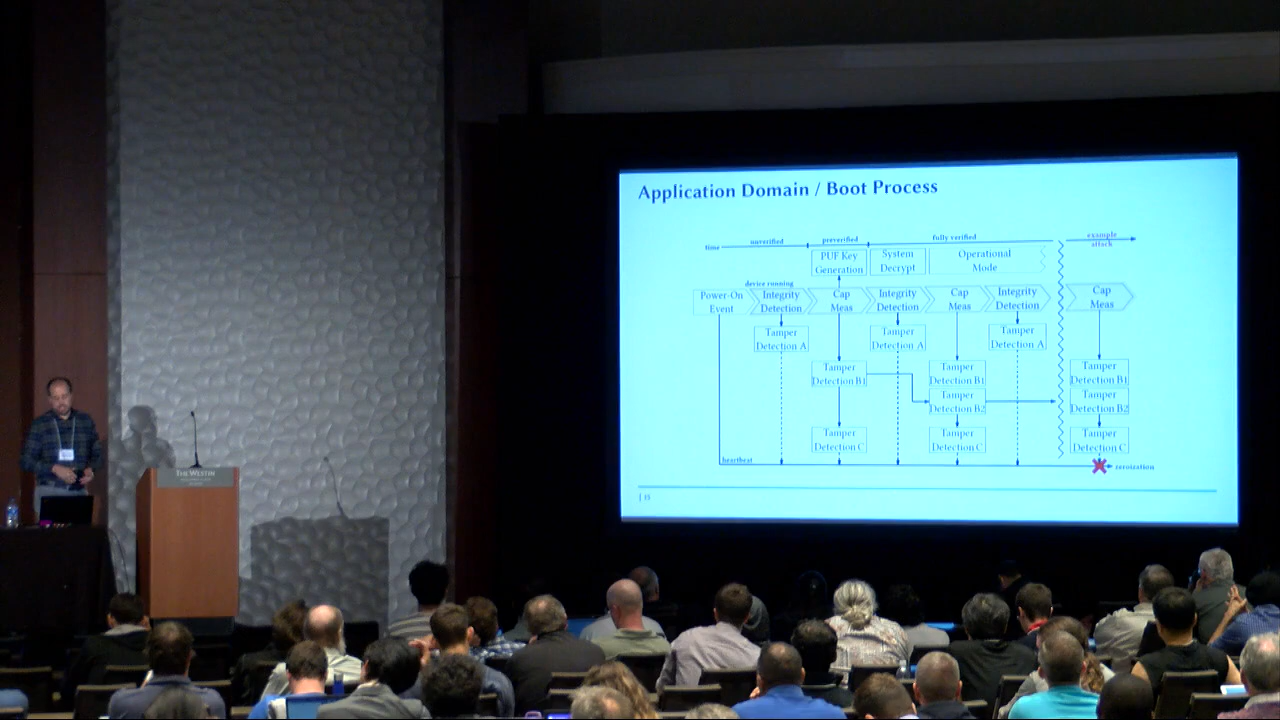 Application Domain / Boot Process
time
unverified
preverified
fully verified
example
attack
PUF Key
Generation
System
Decrypt
Operational
Mode
device running
Power-On
Event
Integrity
Detection
Cap
Meas
Integrity
Detection
Cap
Meas
Integrity
Detection
Cap
Meas
Tamper
Detection A
Tamper
Detection A
Tamper
Detection A
Tamper
Detection B1
Tamper
Detection B1
Tamper
Detection B2
Tamper
Detection B1
Tamper
Detection B2
Tamper
Detection C
Tamper
Detection C
Tamper
Detection C
heartbeat
zeroization
| 15
THE WESTIN